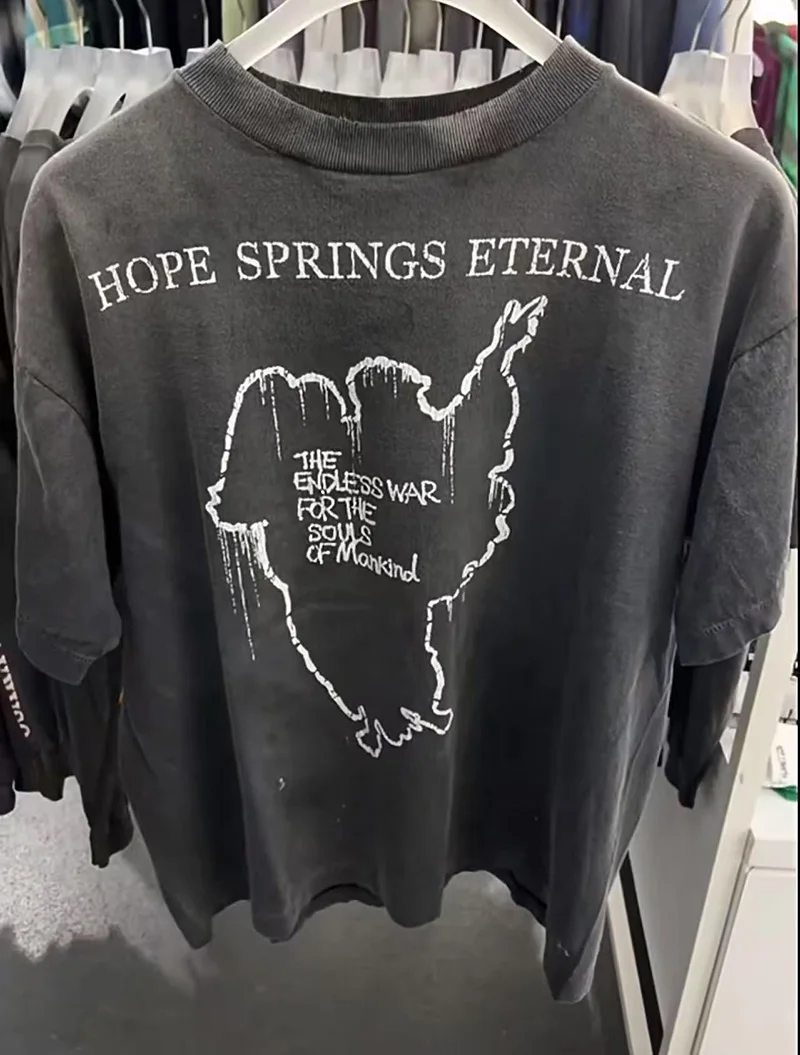 HOPE SPRINGS ETERNAL
THE
ENDLESS WAR
FOR THE
SOULS
OF Mankind